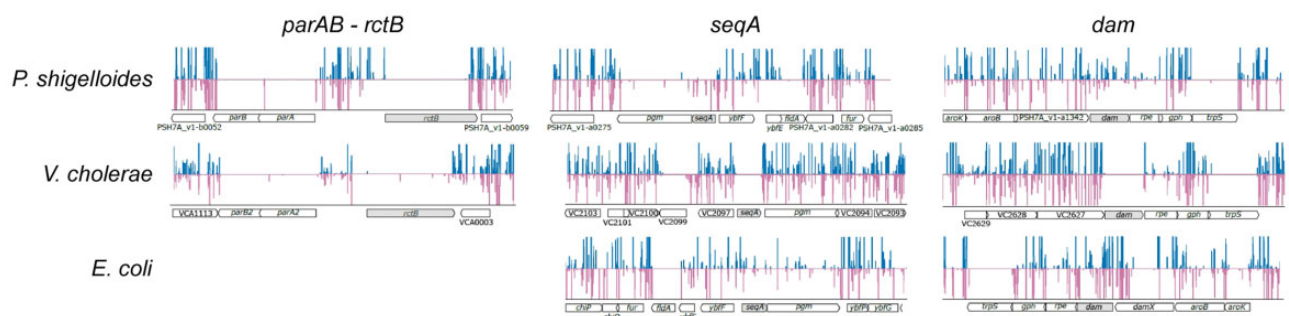 parAB - rctB seqA dam
P. shigelloides
PSH7A_v1-b0052 parB parA rctB PSH7A_v1-b0059
PSH7A_v1-a0275 pgm seqA ybfF ybfE fldA PSH7A_v1-a0282 fur PSH7A_v1-a0285
aroK aroB PSH7A_v1-a1342 dam rpe gph trpS
V. cholerae
VCA1113 parB2 parA2 rctB VCA0003
VC2103 VC2101 VC2100 VC2099 VC2097 seqA pgm VC2094 VC2093
VC2629 VC2628 VC2627 dam rpe gph trpS
E. coli
chiP fur fldA ybfF seqA pgm ybfP ybfG
trpS gph rpe dam damX aroB aroK